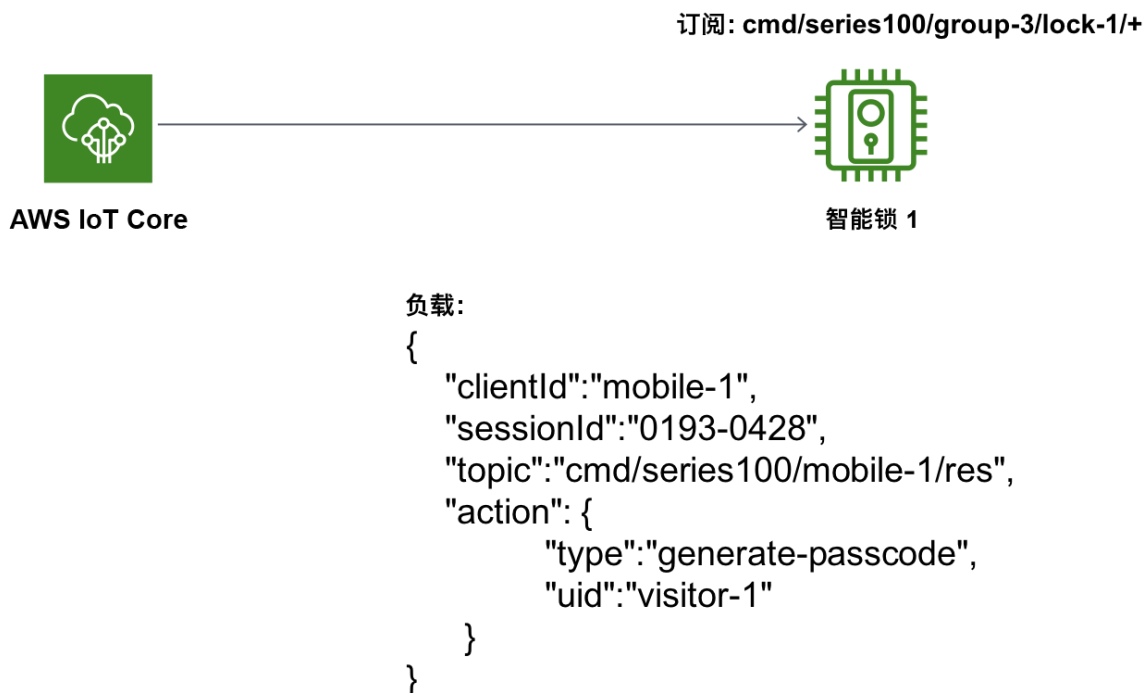 订阅: cmd/series100/group-3/lock-1/+
AWS IoT Core
智能锁 1
负载:
{
"clientId":"mobile-1",
"sessionId":"0193-0428",
"topic":"cmd/series100/mobile-1/res",
"action": {
"type":"generate-passcode",
"uid":"visitor-1"
}
}